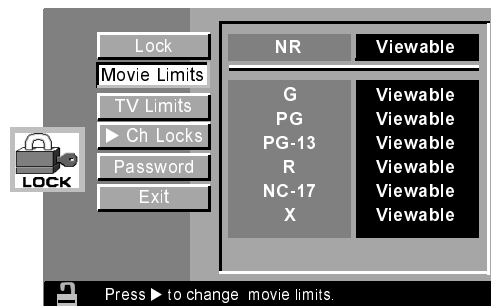 Lock
Movie Limits
TV Limits
▶ Ch Locks
Password
Exit
LOCK
NR Viewable
G Viewable
PG Viewable
PG-13 Viewable
R Viewable
NC-17 Viewable
X Viewable
Press ▶ to change movie limits.